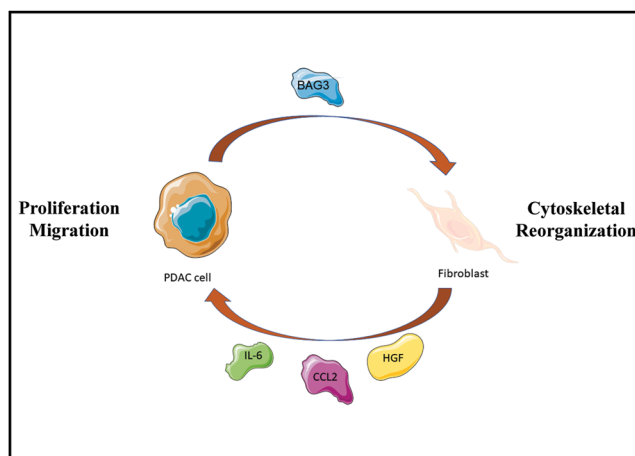 BAG3
Proliferation
Migration
Cytoskeletal
Reorganization
PDAC cell
Fibroblast
IL-6
CCL2
HGF